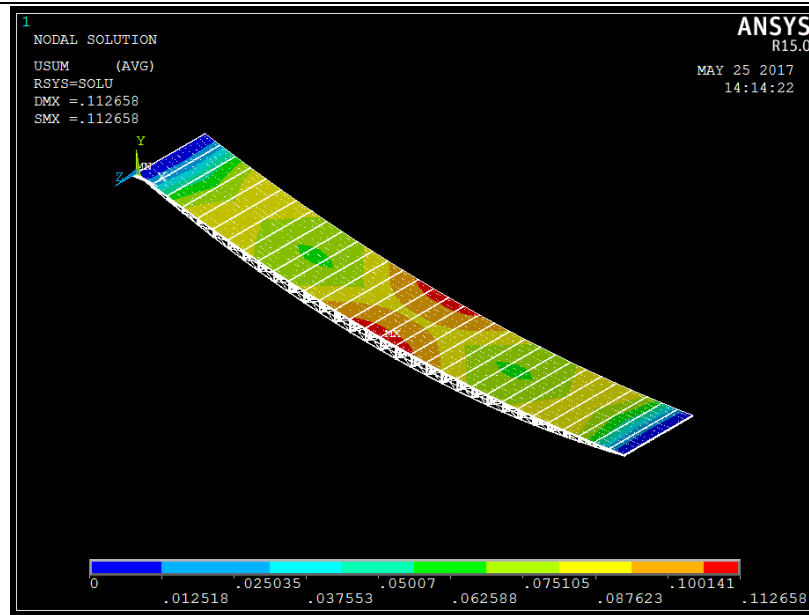 1
NODAL SOLUTION
USUM (AVG)
RSYS=SOLU
DMX =.112658
SMX =.112658
ANSYS
R15.0
MAY 25 2017
14:14:22
Y
MN
Z X
MX
0 .025035 .05007 .075105 .100141
.012518 .037553 .062588 .087623 .112658